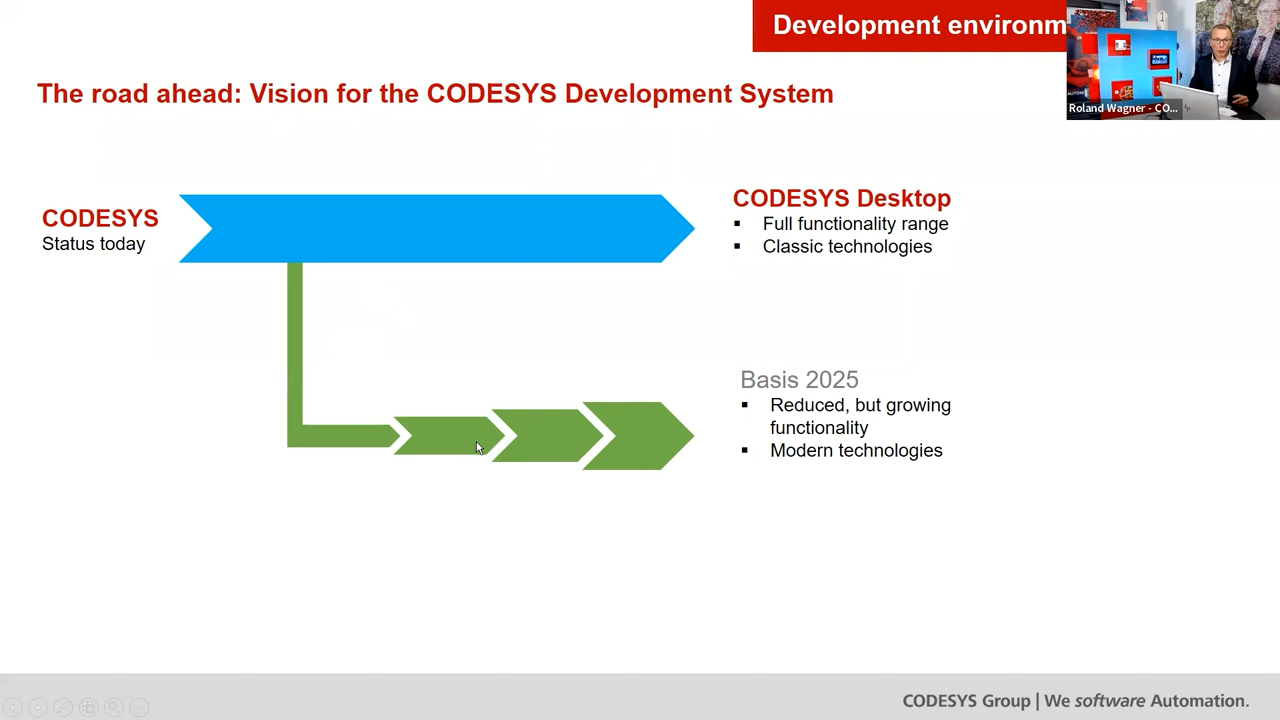 Development environm
The road ahead: Vision for the CODESYS Development System
Roland Wagner - CO...
CODESYS
Status today
CODESYS Desktop
▪ Full functionality range
▪ Classic technologies
Basis 2025
▪ Reduced, but growing
functionality
▪ Modern technologies
CODESYS Group | We software Automation.